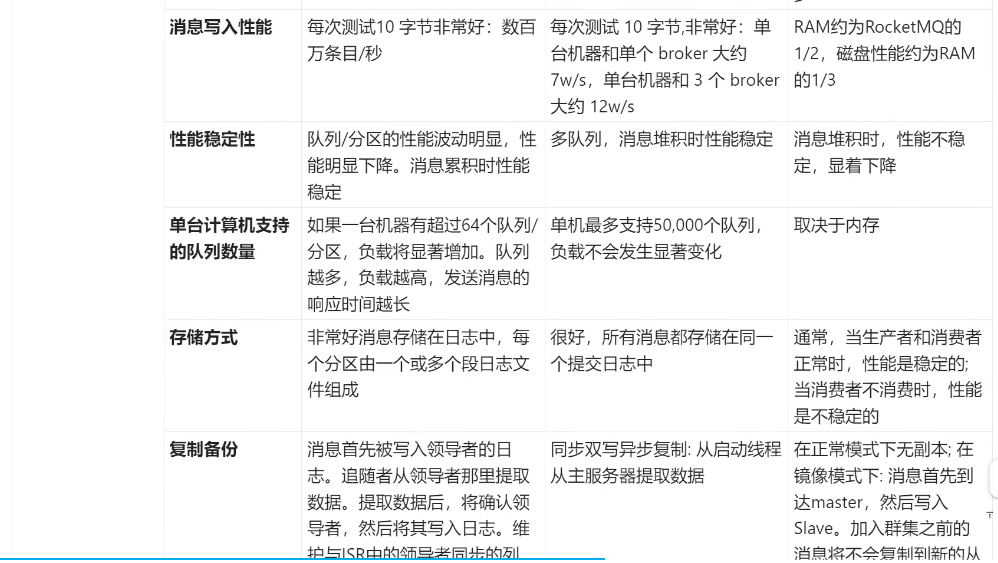 消息写入性能
每次测试10 字节非常好：数百
万条目/秒
每次测试 10 字节,非常好：单
台机器和单个 broker 大约
7w/s，单台机器和 3 个 broker
大约 12w/s
RAM约为RocketMQ的
1/2，磁盘性能约为RAM
的1/3
性能稳定性
队列/分区的性能波动明显，性
能明显下降。消息累积时性能
稳定
多队列，消息堆积时性能稳定
消息堆积时，性能不稳
定，显着下降
单台计算机支持
的队列数量
如果一台机器有超过64个队列/
分区，负载将显著增加。队列
越多，负载越高，发送消息的
响应时间越长
单机最多支持50,000个队列，
负载不会发生显著变化
取决于内存
存储方式
非常好消息存储在日志中，每
个分区由一个或多个段日志文
件组成
很好，所有消息都存储在同一
个提交日志中
通常，当生产者和消费者
正常时，性能是稳定的;
当消费者不消费时，性能
是不稳定的
复制备份
消息首先被写入领导者的日
志。追随者从领导者那里提取
数据。提取数据后，将确认领
导者，然后将其写入日志。维
护与ISR中的领导者同步的列
同步双写异步复制: 从启动线程
从主服务器提取数据
在正常模式下无副本; 在
镜像模式下: 消息首先到
达master，然后写入
Slave。加入群集之前的
消息将不会复制到新的从